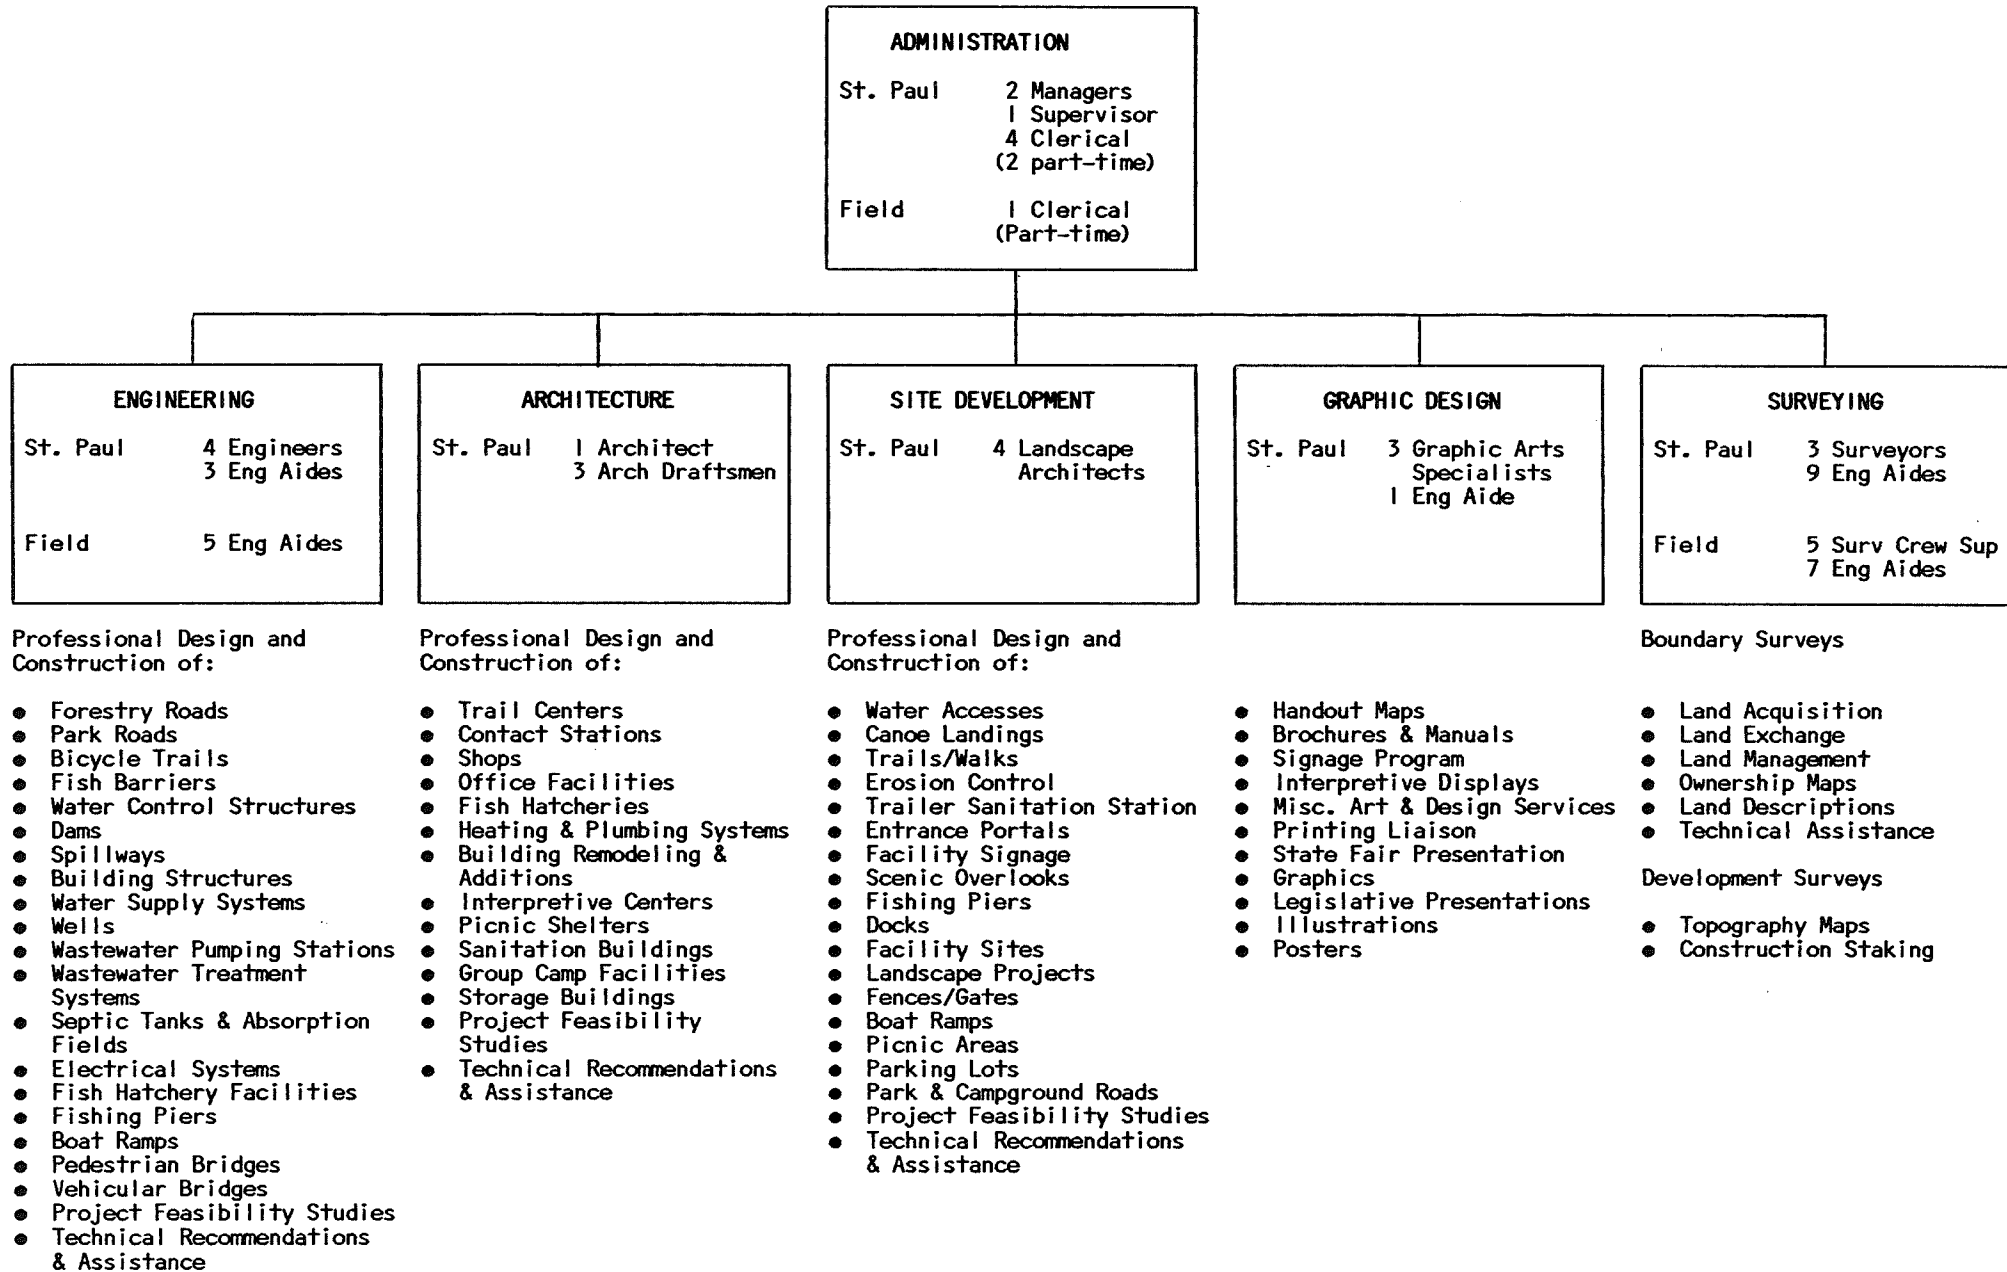 ADMINISTRATION
St. Paul 2 Managers
1 Supervisor
4 Clerical
(2 part-time)
Field 1 Clerical
(Part-time)
ENGINEERING
St. Paul 4 Engineers
3 Eng Aides
Field 5 Eng Aides
Professional Design and
Construction of:
● Forestry Roads
● Park Roads
● Bicycle Trails
● Fish Barriers
● Water Control Structures
● Dams
● Spillways
● Building Structures
● Water Supply Systems
● Wells
● Wastewater Pumping Stations
● Wastewater Treatment
Systems
● Septic Tanks & Absorption
Fields
● Electrical Systems
● Fish Hatchery Facilities
● Fishing Piers
● Boat Ramps
● Pedestrian Bridges
● Vehicular Bridges
● Project Feasibility Studies
● Technical Recommendations
& Assistance
ARCHITECTURE
St. Paul 1 Architect
3 Arch Draftsmen
Professional Design and
Construction of:
● Trail Centers
● Contact Stations
● Shops
● Office Facilities
● Fish Hatcheries
● Heating & Plumbing Systems
● Building Remodeling &
Additions
● Interpretive Centers
● Picnic Shelters
● Sanitation Buildings
● Group Camp Facilities
● Storage Buildings
● Project Feasibility
Studies
● Technical Recommendations
& Assistance
SITE DEVELOPMENT
St. Paul 4 Landscape
Architects
Professional Design and
Construction of:
● Water Accesses
● Canoe Landings
● Trails/Walks
● Erosion Control
● Trailer Sanitation Station
● Entrance Portals
● Facility Signage
● Scenic Overlooks
● Fishing Piers
● Docks
● Facility Sites
● Landscape Projects
● Fences/Gates
● Boat Ramps
● Picnic Areas
● Parking Lots
● Park & Campground Roads
● Project Feasibility Studies
● Technical Recommendations
& Assistance
GRAPHIC DESIGN
St. Paul 3 Graphic Arts
Specialists
1 Eng Aide
● Handout Maps
● Brochures & Manuals
● Signage Program
● Interpretive Displays
● Misc. Art & Design Services
● Printing Liaison
● State Fair Presentation
● Graphics
● Legislative Presentations
● Illustrations
● Posters
SURVEYING
St. Paul 3 Surveyors
9 Eng Aides
Field 5 Surv Crew Sup
7 Eng Aides
Boundary Surveys
● Land Acquisition
● Land Exchange
● Land Management
● Ownership Maps
● Land Descriptions
● Technical Assistance
Development Surveys
● Topography Maps
● Construction Staking